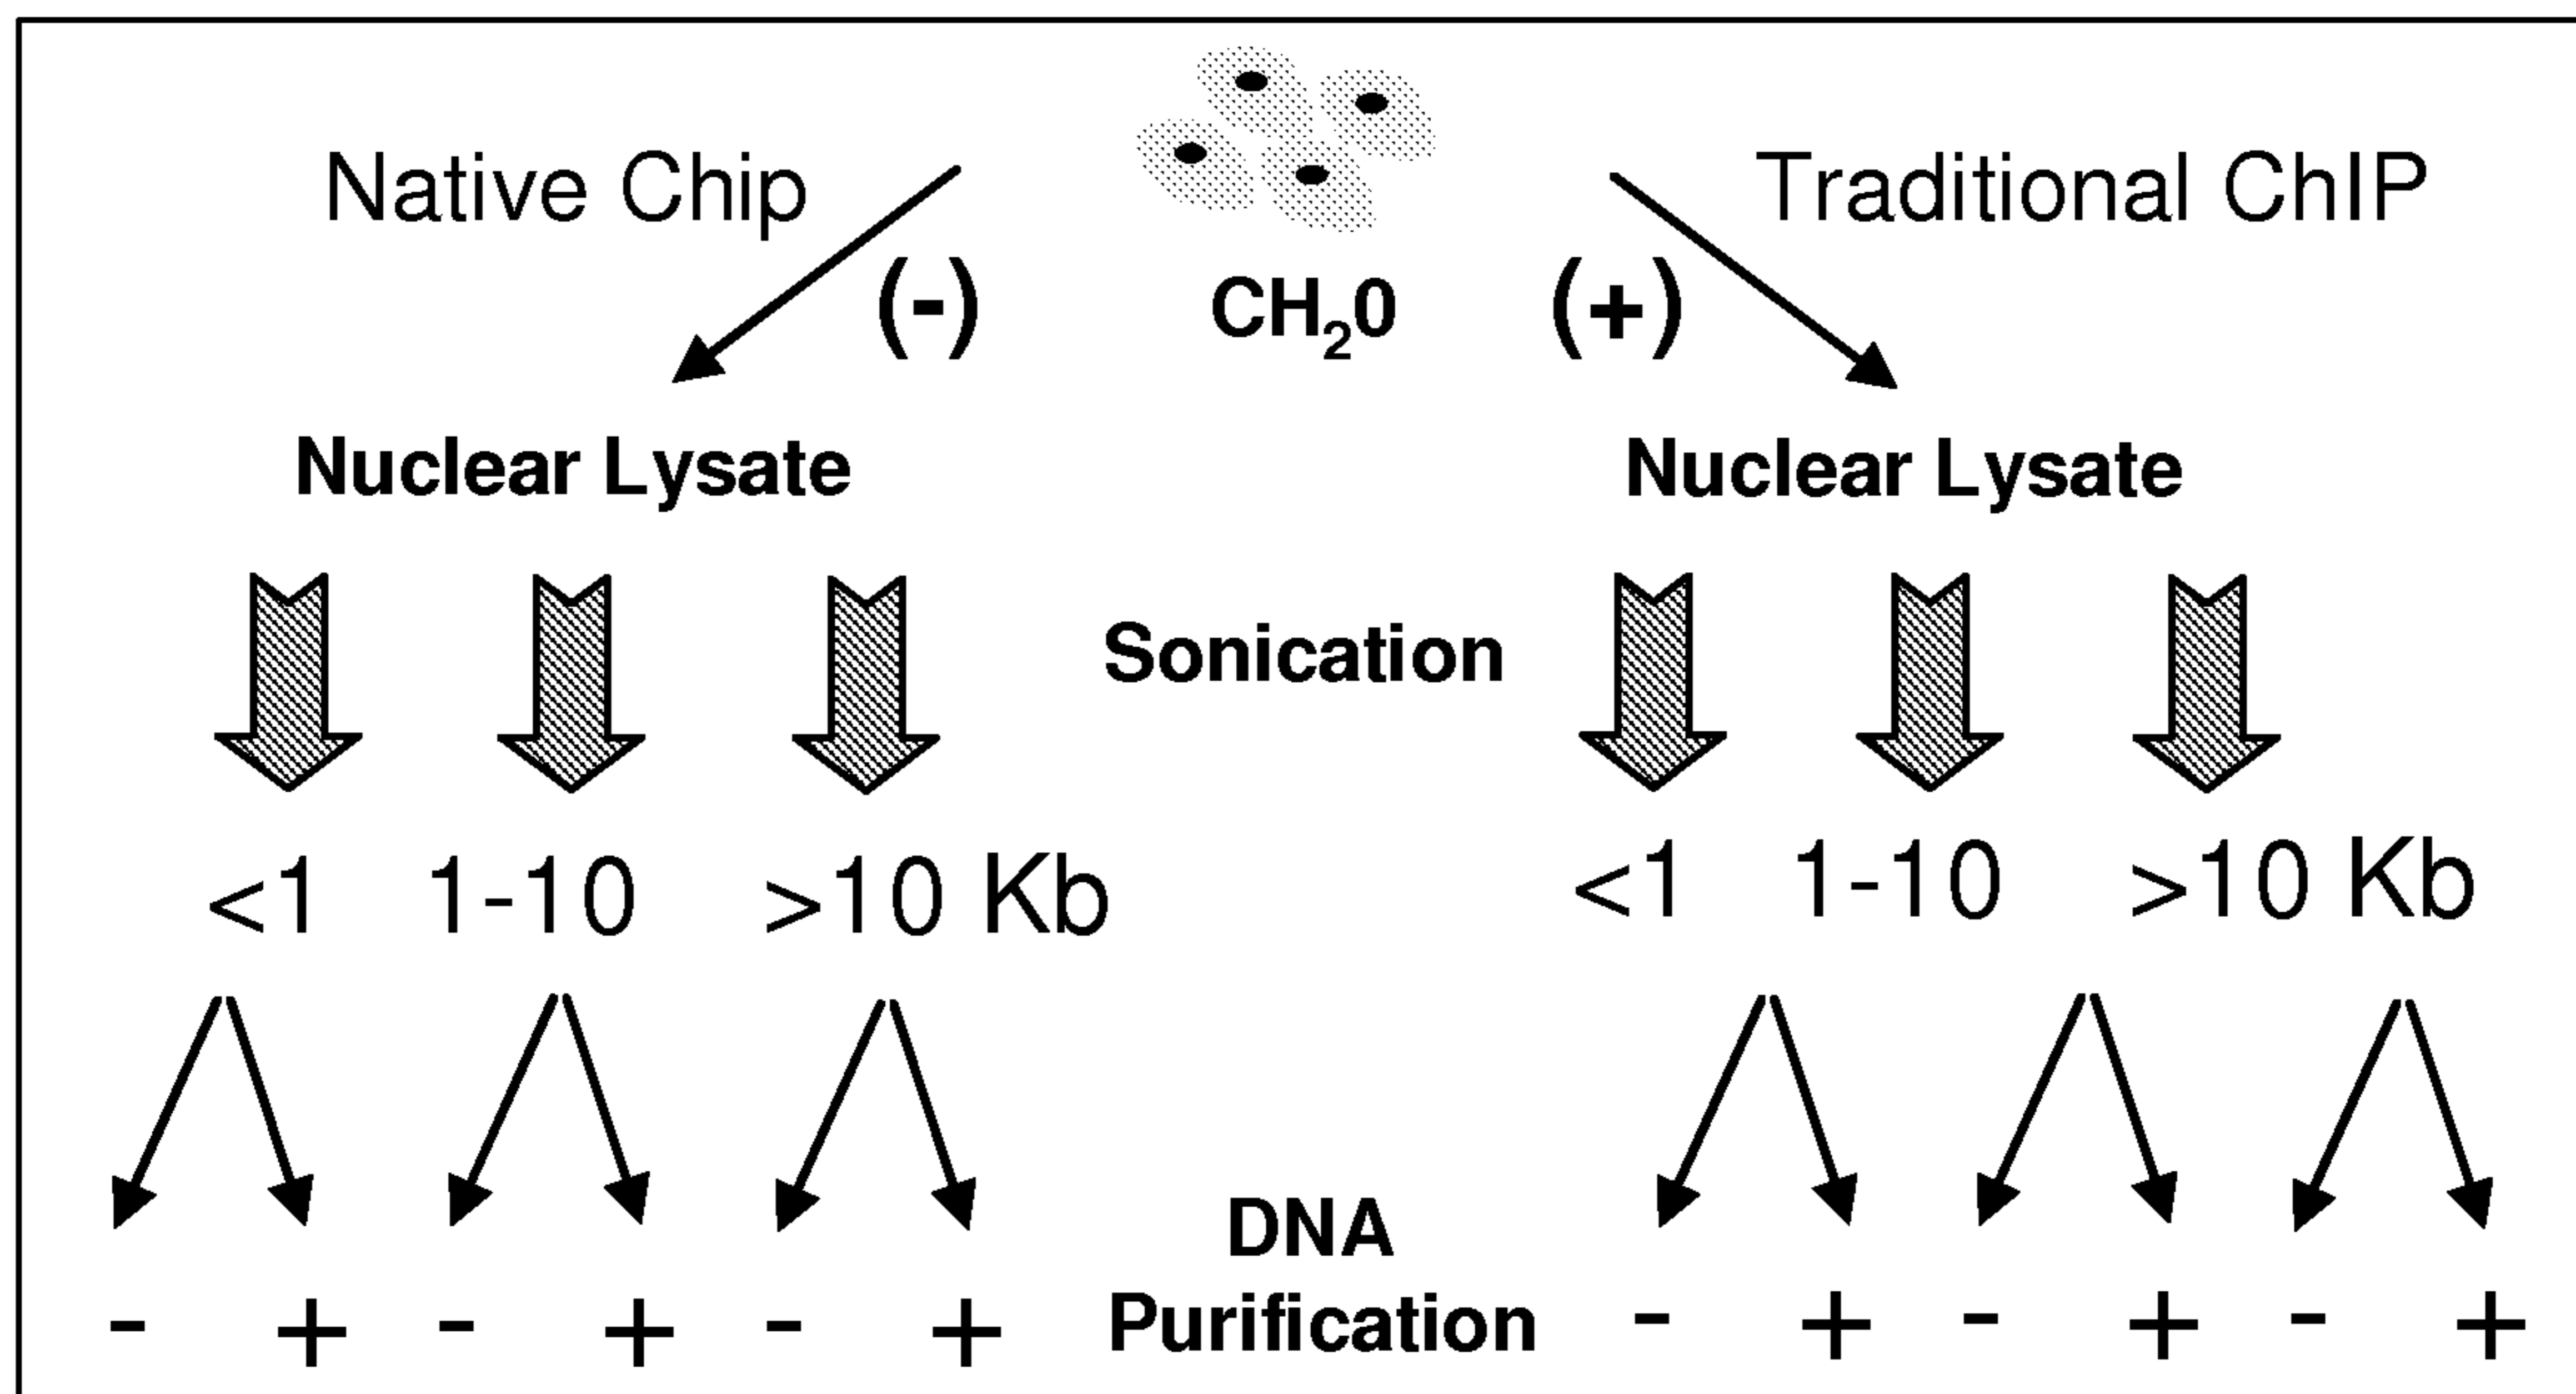 Native Chip Traditional ChIP
(-) CH₂0 (+)
Nuclear Lysate Nuclear Lysate
Sonication
<1 1-10 >10 Kb <1 1-10 >10 Kb
DNA
- + - + - + Purification - + - + - +